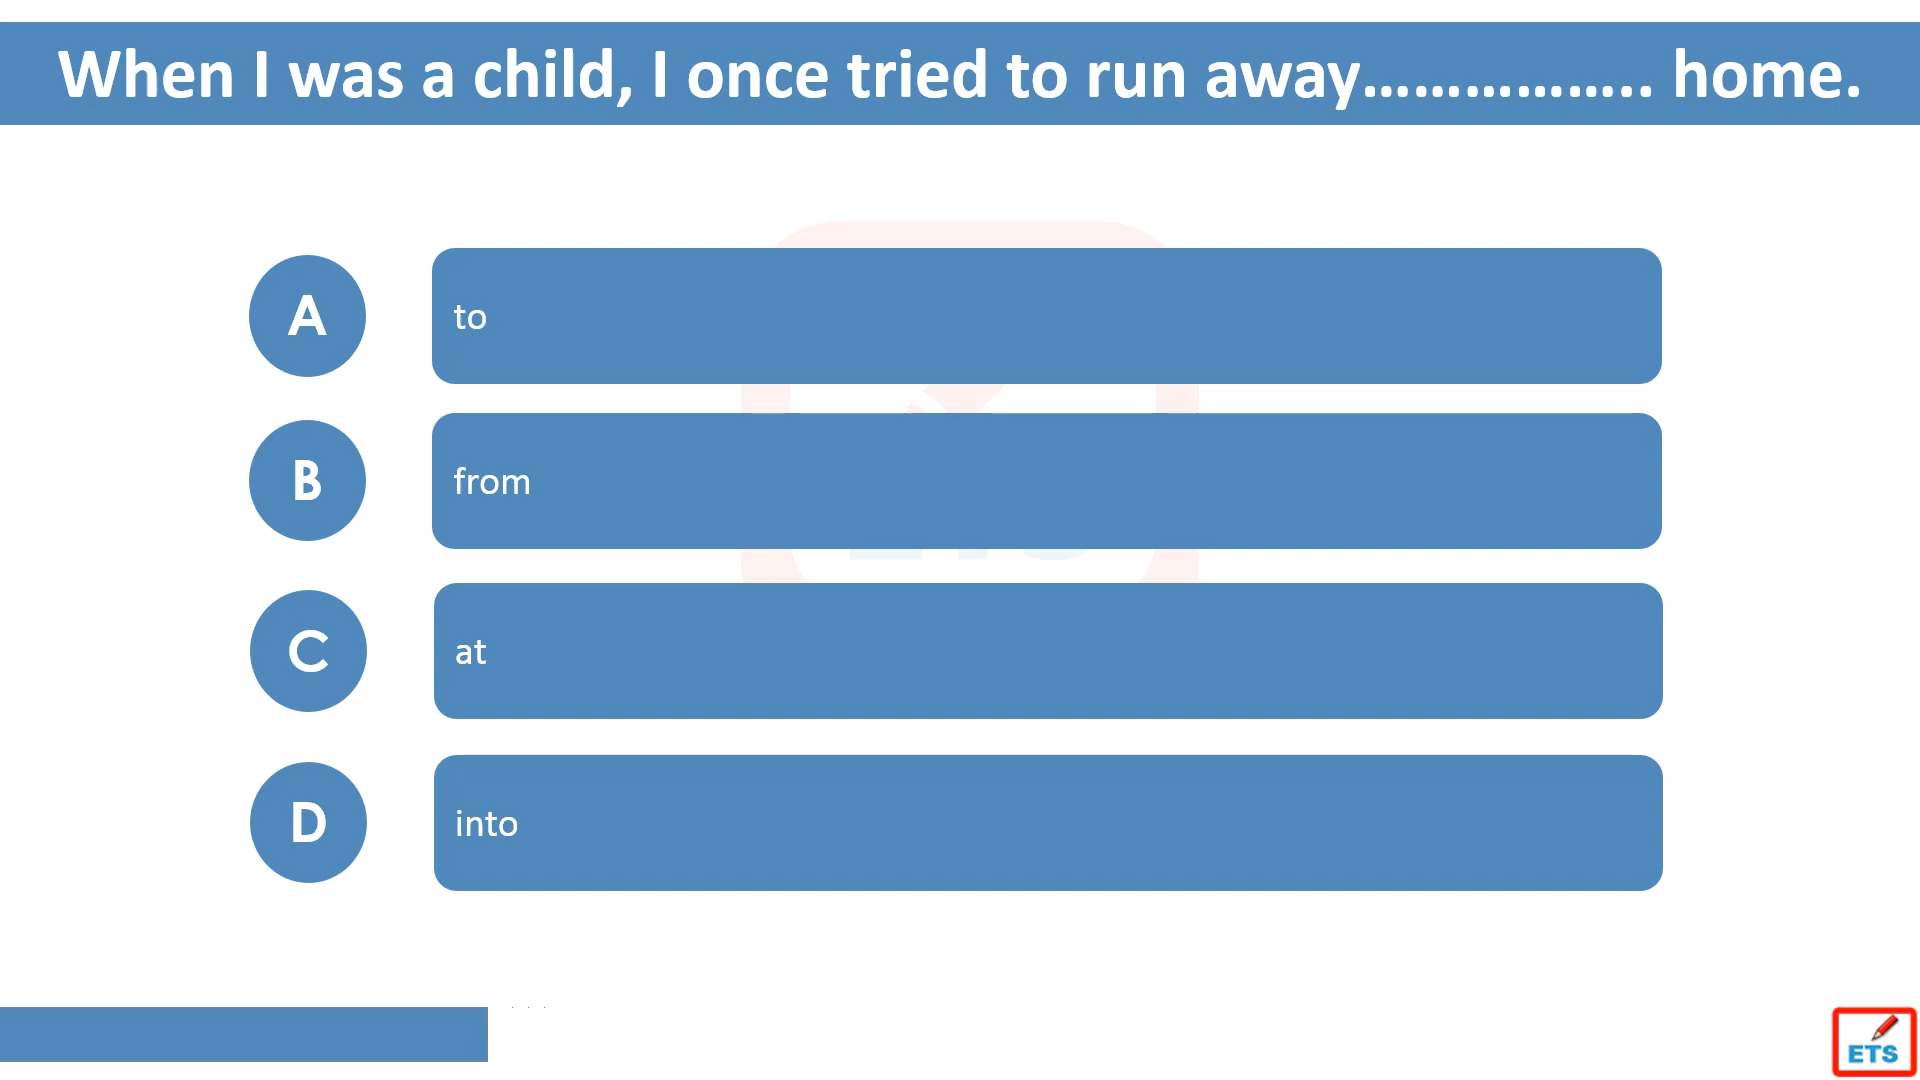 When I was a child, I once tried to run away…………….. home.
A
to
B
from
C
at
D
into
ETS